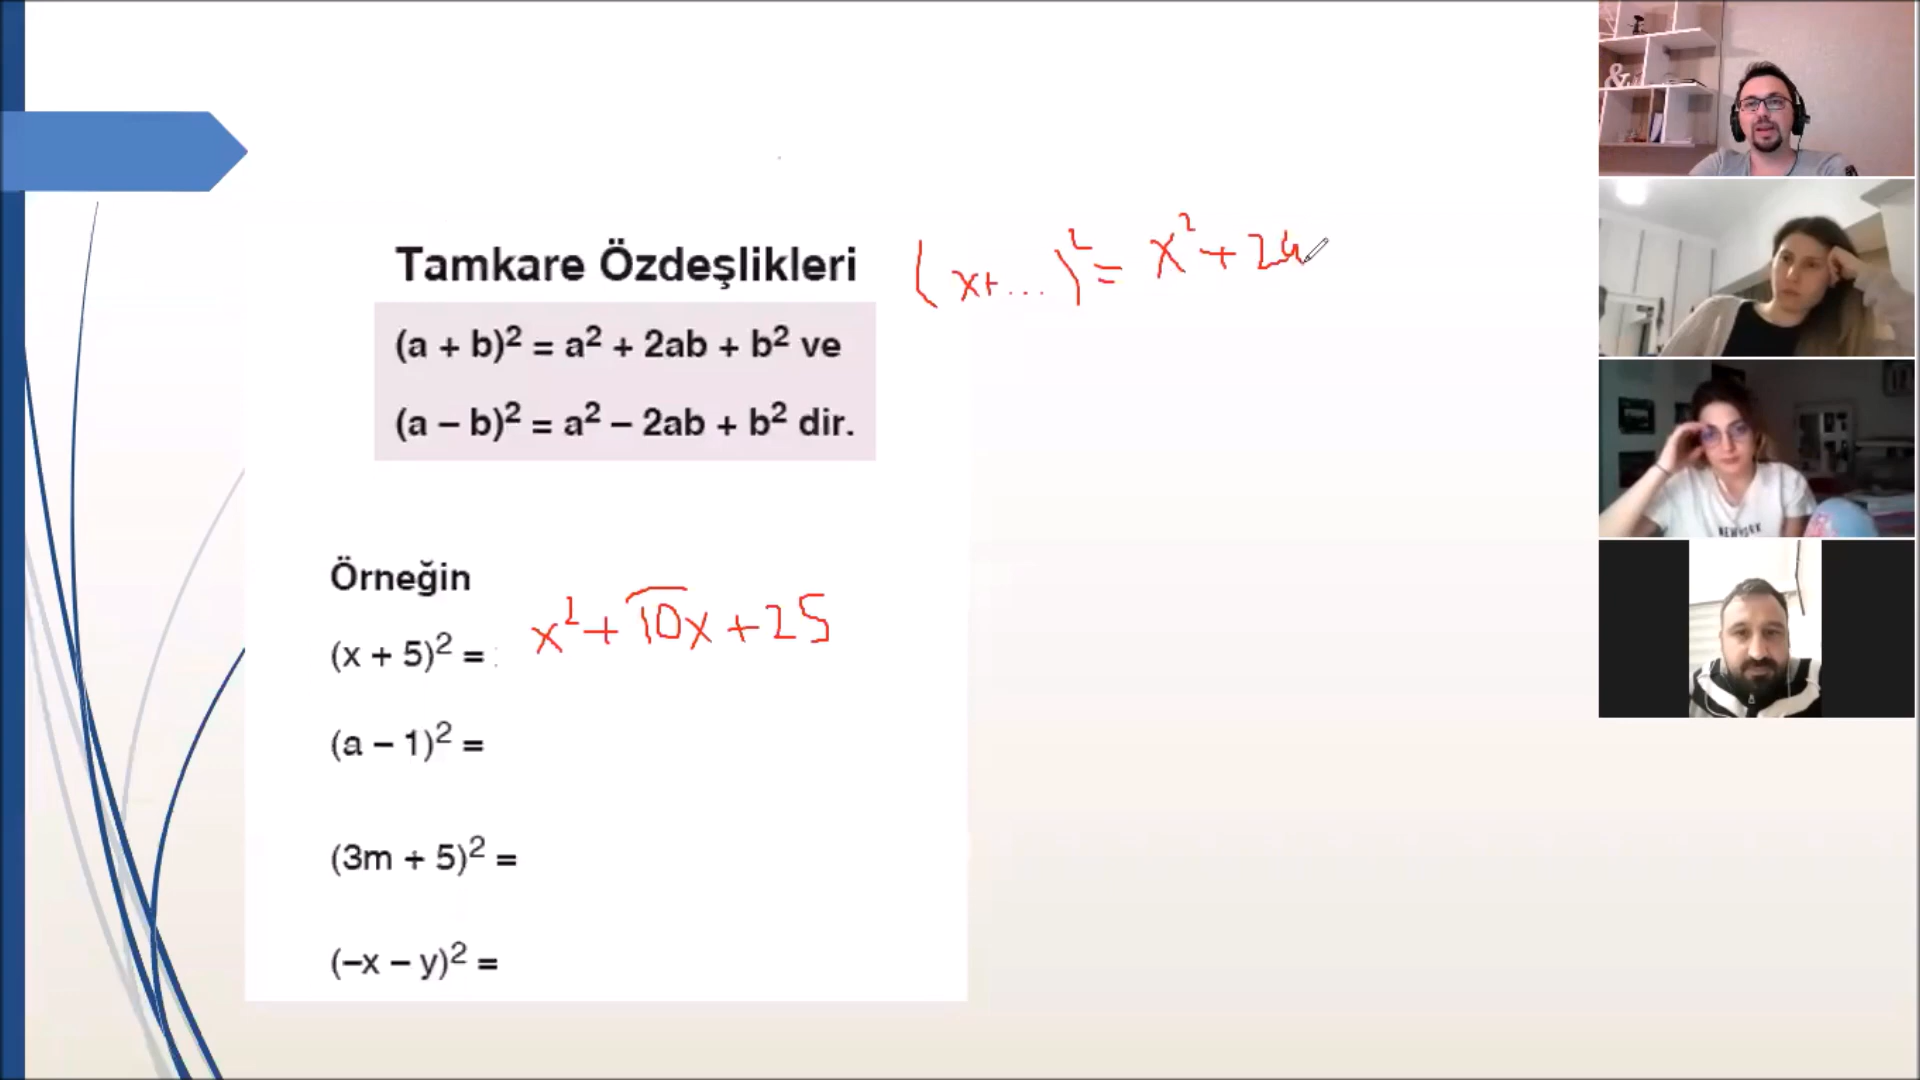 Tamkare Özdeşlikleri
(x+...)² = x² + 24
(a + b)² = a² + 2ab + b² ve
(a – b)² = a² – 2ab + b² dir.
Örneğin
(x + 5)² = x² + 10x + 25
(a – 1)² =
(3m + 5)² =
(–x – y)² =
&
NEWYORK